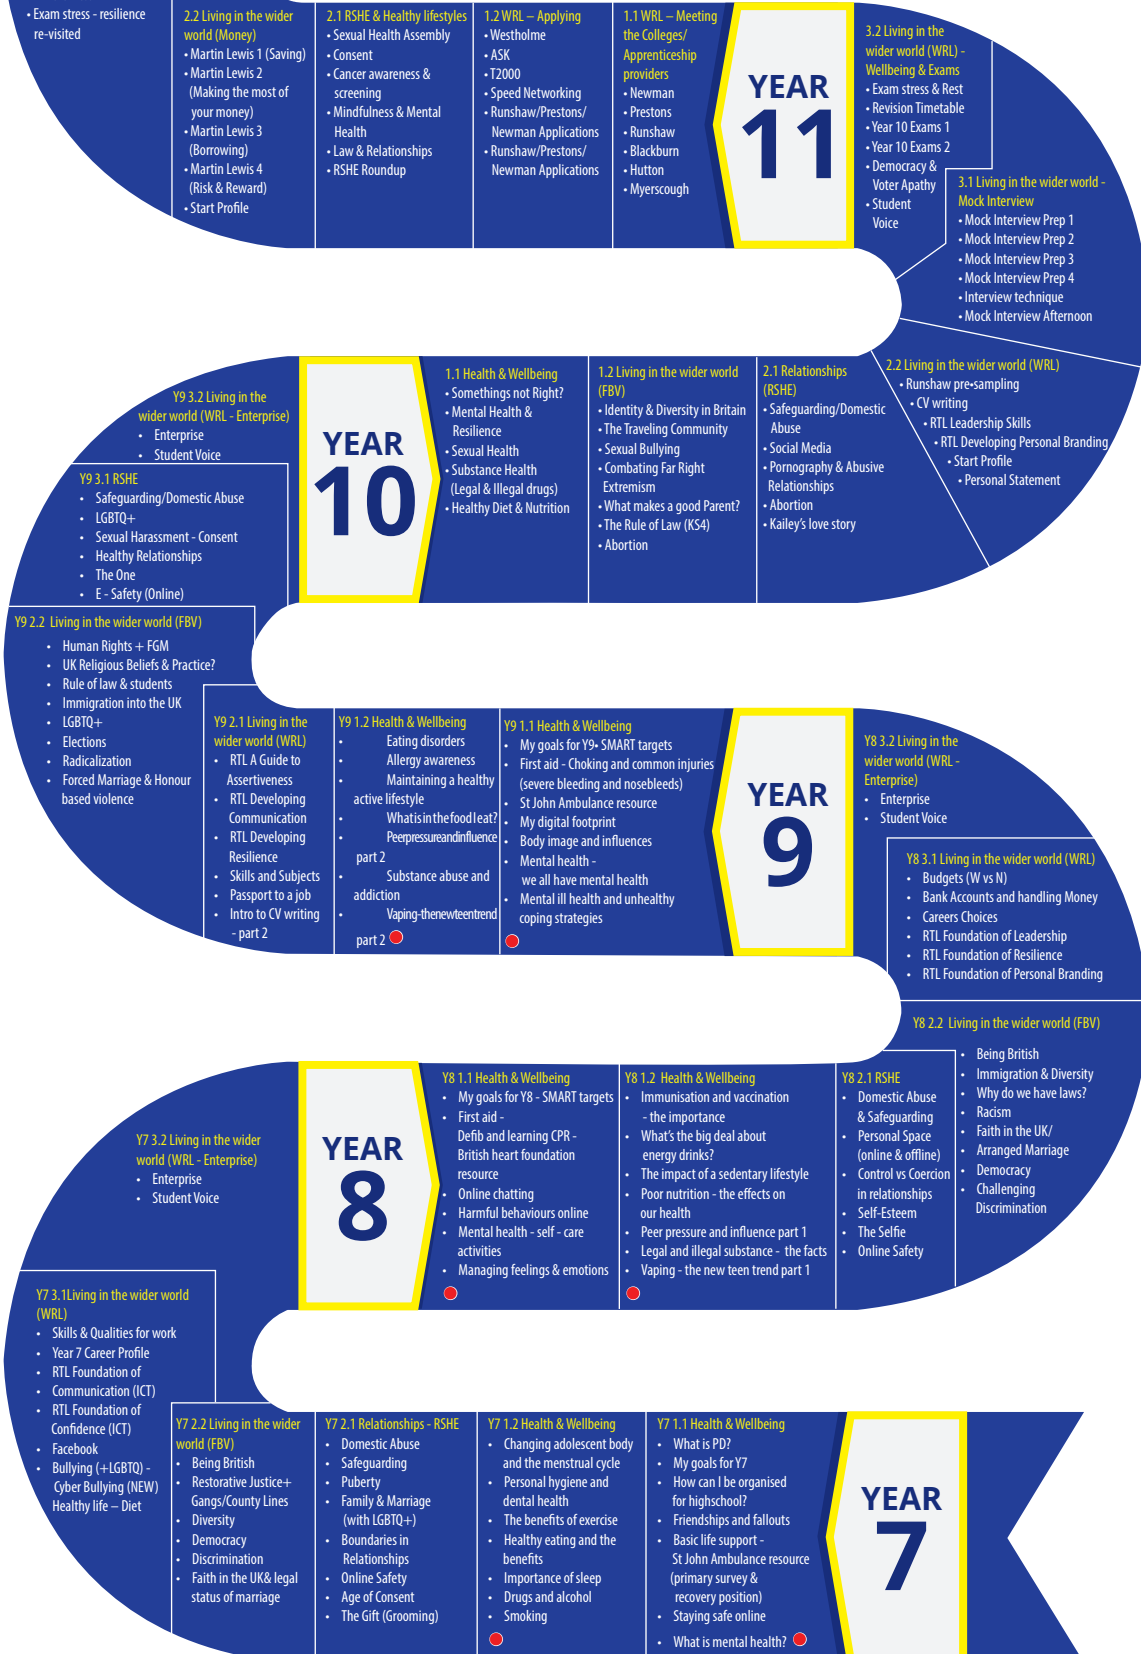 • Exam stress - resilience
re-visited
2.2 Living in the wider
world (Money)
• Martin Lewis 1 (Saving)
• Martin Lewis 2
(Making the most of
your money)
• Martin Lewis 3
(Borrowing)
• Martin Lewis 4
(Risk & Reward)
• Start Profile
2.1 RSHE & Healthy lifestyles
• Sexual Health Assembly
• Consent
• Cancer awareness &
screening
• Mindfulness & Mental
Health
• Law & Relationships
• RSHE Roundup
1.2 WRL – Applying
• Westholme
• ASK
• T2000
• Speed Networking
• Runshaw/Prestons/
Newman Applications
• Runshaw/Prestons/
Newman Applications
1.1 WRL – Meeting
the Colleges/
Apprenticeship
providers
• Newman
• Prestons
• Runshaw
• Blackburn
• Hutton
• Myerscough
YEAR
11
3.2 Living in the
wider world (WRL) -
Wellbeing & Exams
• Exam stress & Rest
• Revision Timetable
• Year 10 Exams 1
• Year 10 Exams 2
• Democracy &
Voter Apathy
• Student
Voice
3.1 Living in the wider world -
Mock Interview
• Mock Interview Prep 1
• Mock Interview Prep 2
• Mock Interview Prep 3
• Mock Interview Prep 4
• Interview technique
• Mock Interview Afternoon
2.2 Living in the wider world (WRL)
• Runshaw pre•sampling
• CV writing
• RTL Leadership Skills
• RTL Developing Personal Branding
• Start Profile
• Personal Statement
2.1 Relationships
(RSHE)
• Safeguarding/Domestic
Abuse
• Social Media
• Pornography & Abusive
Relationships
• Abortion
• Kailey's love story
1.2 Living in the wider world
(FBV)
• Identity & Diversity in Britain
• The Traveling Community
• Sexual Bullying
• Combating Far Right
Extremism
• What makes a good Parent?
• The Rule of Law (KS4)
• Abortion
1.1 Health & Wellbeing
• Somethings not Right?
• Mental Health &
Resilience
• Sexual Health
• Substance Health
(Legal & Illegal drugs)
• Healthy Diet & Nutrition
YEAR
10
Y9 3.2 Living in the
wider world (WRL - Enterprise)
• Enterprise
• Student Voice
Y9 3.1 RSHE
• Safeguarding/Domestic Abuse
• LGBTQ+
• Sexual Harassment - Consent
• Healthy Relationships
• The One
• E - Safety (Online)
Y9 2.2 Living in the wider world (FBV)
• Human Rights + FGM
• UK Religious Beliefs & Practice?
• Rule of law & students
• Immigration into the UK
• LGBTQ+
• Elections
• Radicalization
• Forced Marriage & Honour
based violence
Y9 2.1 Living in the
wider world (WRL)
• RTL A Guide to
Assertiveness
• RTL Developing
Communication
• RTL Developing
Resilience
• Skills and Subjects
• Passport to a job
• Intro to CV writing
- part 2
Y9 1.2 Health & Wellbeing
• Eating disorders
• Allergy awareness
• Maintaining a healthy
active lifestyle
• What is in the food I eat?
• Peer pressure and influence
part 2
• Substance abuse and
addiction
• Vaping - the new teen trend
part 2
Y9 1.1 Health & Wellbeing
• My goals for Y9• SMART targets
• First aid - Choking and common injuries
(severe bleeding and nosebleeds)
• St John Ambulance resource
• My digital footprint
• Body image and influences
• Mental health -
we all have mental health
• Mental ill health and unhealthy
coping strategies
YEAR
9
Y8 3.2 Living in the
wider world (WRL -
Enterprise)
• Enterprise
• Student Voice
Y8 3.1 Living in the wider world (WRL)
• Budgets (W vs N)
• Bank Accounts and handling Money
• Careers Choices
• RTL Foundation of Leadership
• RTL Foundation of Resilience
• RTL Foundation of Personal Branding
Y8 2.2 Living in the wider world (FBV)
• Being British
• Immigration & Diversity
• Why do we have laws?
• Racism
• Faith in the UK/
• Arranged Marriage
• Democracy
• Challenging
Discrimination
Y8 2.1 RSHE
• Domestic Abuse
& Safeguarding
• Personal Space
(online & offline)
• Control vs Coercion
in relationships
• Self-Esteem
• The Selfie
• Online Safety
Y8 1.2 Health & Wellbeing
• Immunisation and vaccination
- the importance
• What's the big deal about
energy drinks?
• The impact of a sedentary lifestyle
• Poor nutrition - the effects on
our health
• Peer pressure and influence part 1
• Legal and illegal substance - the facts
• Vaping - the new teen trend part 1
Y8 1.1 Health & Wellbeing
• My goals for Y8 - SMART targets
• First aid -
Defib and learning CPR -
British heart foundation
resource
• Online chatting
• Harmful behaviours online
• Mental health - self - care
activities
• Managing feelings & emotions
YEAR
8
Y7 3.2 Living in the wider
world (WRL - Enterprise)
• Enterprise
• Student Voice
Y7 3.1Living in the wider world
(WRL)
• Skills & Qualities for work
• Year 7 Career Profile
• RTL Foundation of
• Communication (ICT)
• RTL Foundation of
Confidence (ICT)
• Facebook
• Bullying (+LGBTQ) -
Cyber Bullying (NEW)
Healthy life – Diet
Y7 2.2 Living in the wider
world (FBV)
• Being British
• Restorative Justice+
Gangs/County Lines
• Diversity
• Democracy
• Discrimination
• Faith in the UK& legal
status of marriage
Y7 2.1 Relationships - RSHE
• Domestic Abuse
• Safeguarding
• Puberty
• Family & Marriage
(with LGBTQ+)
• Boundaries in
Relationships
• Online Safety
• Age of Consent
• The Gift (Grooming)
Y7 1.2 Health & Wellbeing
• Changing adolescent body
and the menstrual cycle
• Personal hygiene and
dental health
• The benefits of exercise
• Healthy eating and the
benefits
• Importance of sleep
• Drugs and alcohol
• Smoking
Y7 1.1 Health & Wellbeing
• What is PD?
• My goals for Y7
• How can I be organised
for highschool?
• Friendships and fallouts
• Basic life support -
St John Ambulance resource
(primary survey &
recovery position)
• Staying safe online
• What is mental health?
YEAR
7